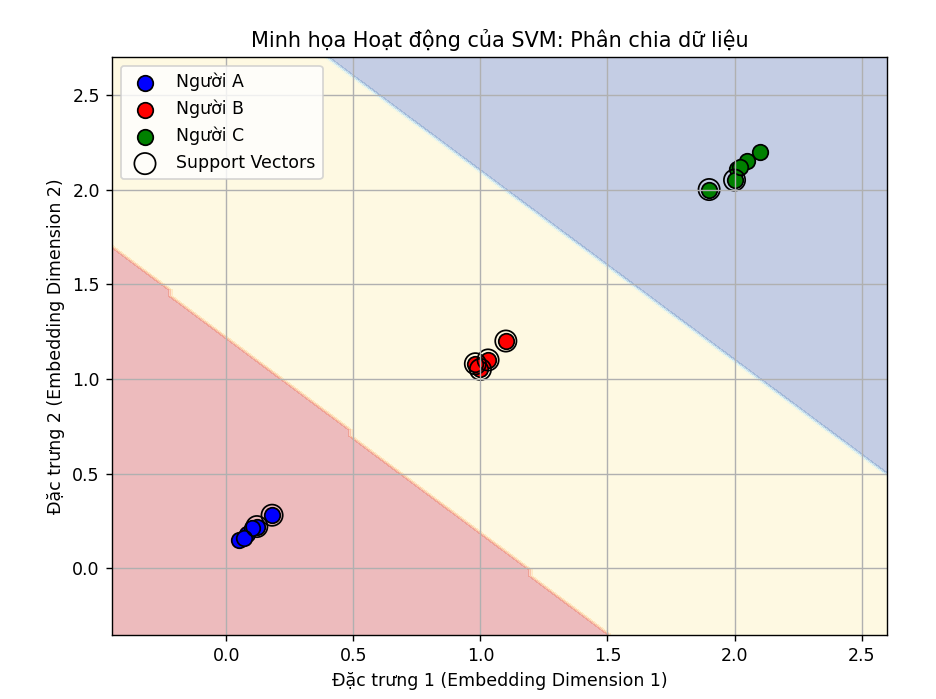 Minh họa Hoạt động của SVM: Phân chia dữ liệu
Người A
Người B
Người C
Support Vectors
Đặc trưng 2 (Embedding Dimension 2)
2.5
2.0
1.5
1.0
0.5
0.0
0.0 0.5 1.0 1.5 2.0 2.5
Đặc trưng 1 (Embedding Dimension 1)